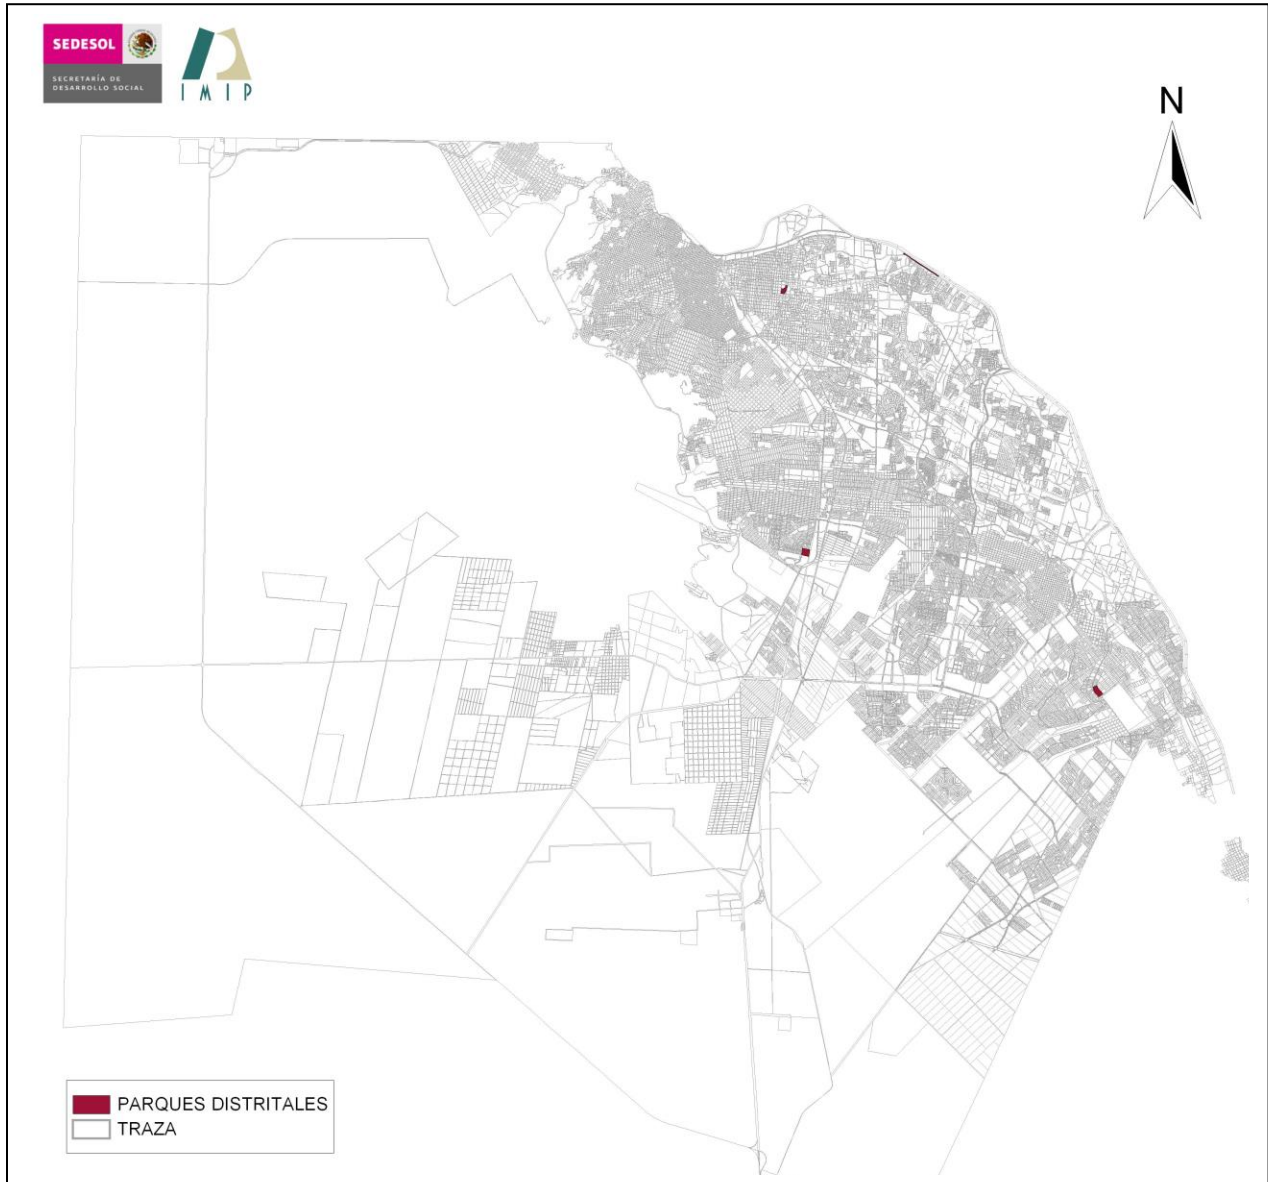 SEDESOL
SECRETARÍA DE
DESARROLLO SOCIAL
IMIP
N
PARQUES DISTRITALES
TRAZA